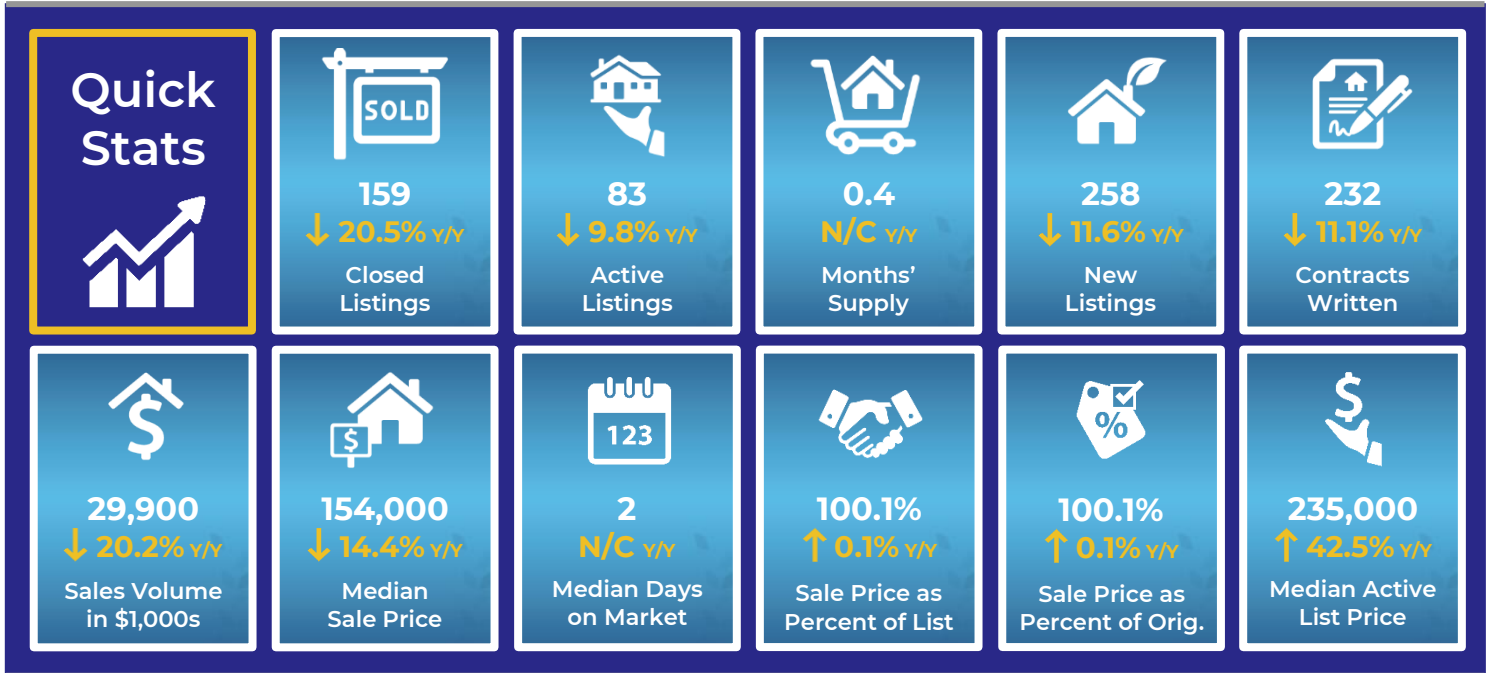 Quick
Stats
SOLD
159
↓ 20.5% Y/Y
Closed
Listings
83
↓ 9.8% Y/Y
Active
Listings
0.4
N/C Y/Y
Months’
Supply
258
↓ 11.6% Y/Y
New
Listings
232
↓ 11.1% Y/Y
Contracts
Written
$
29,900
↓ 20.2% Y/Y
Sales Volume
in $1,000s
$
154,000
↓ 14.4% Y/Y
Median
Sale Price
123
2
N/C Y/Y
Median Days
on Market
100.1%
↑ 0.1% Y/Y
Sale Price as
Percent of List
%
100.1%
↑ 0.1% Y/Y
Sale Price as
Percent of Orig.
$
235,000
↑ 42.5% Y/Y
Median Active
List Price